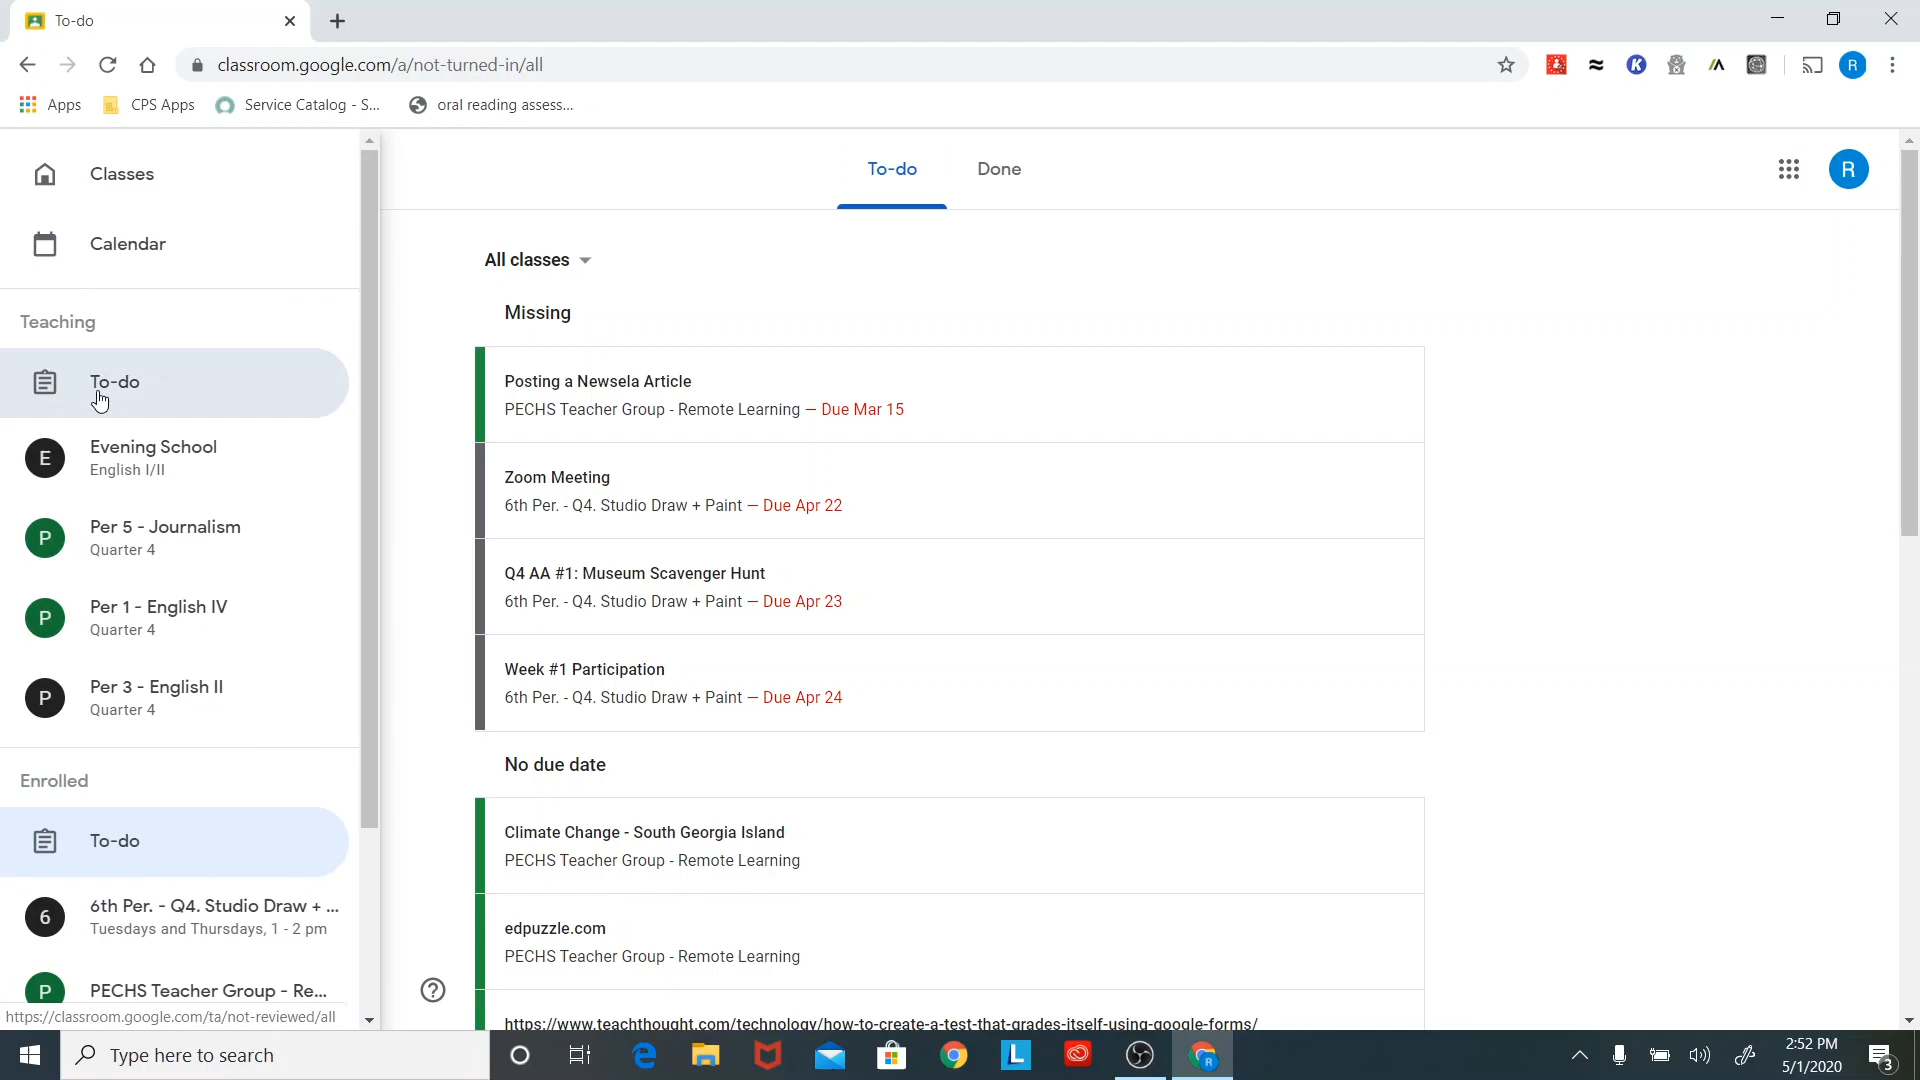 To-do
classroom.google.com/a/not-turned-in/all
K
R
Apps
CPS Apps
Service Catalog - S...
oral reading assess...
Classes
Calendar
Teaching
To-do
E
Evening School
English I/II
P
Per 5 - Journalism
Quarter 4
P
Per 1 - English IV
Quarter 4
P
Per 3 - English II
Quarter 4
Enrolled
To-do
6
6th Per. - Q4. Studio Draw + ...
Tuesdays and Thursdays, 1 - 2 pm
P
PECHS Teacher Group - Re...
https://classroom.google.com/ta/not-reviewed/all
To-do
Done
R
All classes
Missing
Posting a Newsela Article
PECHS Teacher Group - Remote Learning — Due Mar 15
Zoom Meeting
6th Per. - Q4. Studio Draw + Paint — Due Apr 22
Q4 AA #1: Museum Scavenger Hunt
6th Per. - Q4. Studio Draw + Paint — Due Apr 23
Week #1 Participation
6th Per. - Q4. Studio Draw + Paint — Due Apr 24
No due date
Climate Change - South Georgia Island
PECHS Teacher Group - Remote Learning
edpuzzle.com
PECHS Teacher Group - Remote Learning
https://www.teachthought.com/technology/how-to-create-a-test-that-grades-itself-using-google-forms/
Type here to search
L
R
2:52 PM
5/1/2020
3